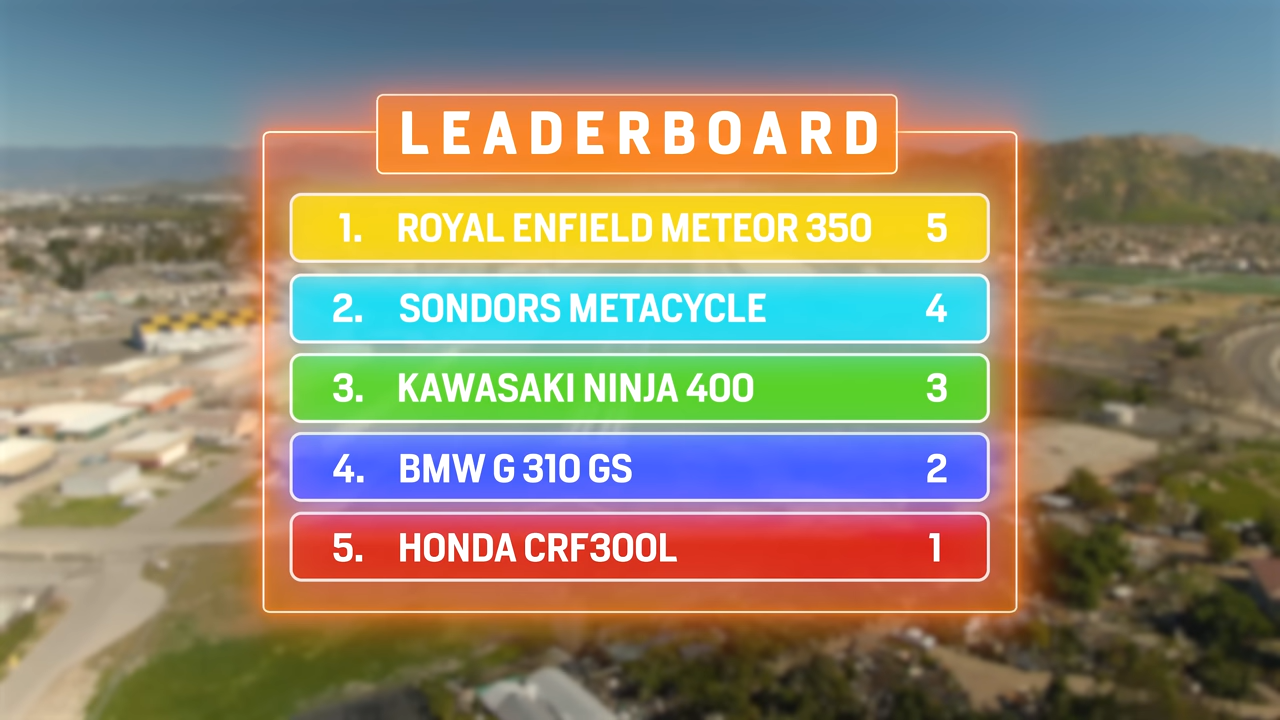 LEADERBOARD
1. ROYAL ENFIELD METEOR 350 5
2. SONDORS METACYCLE 4
3. KAWASAKI NINJA 400 3
4. BMW G 310 GS 2
5. HONDA CRF300L 1